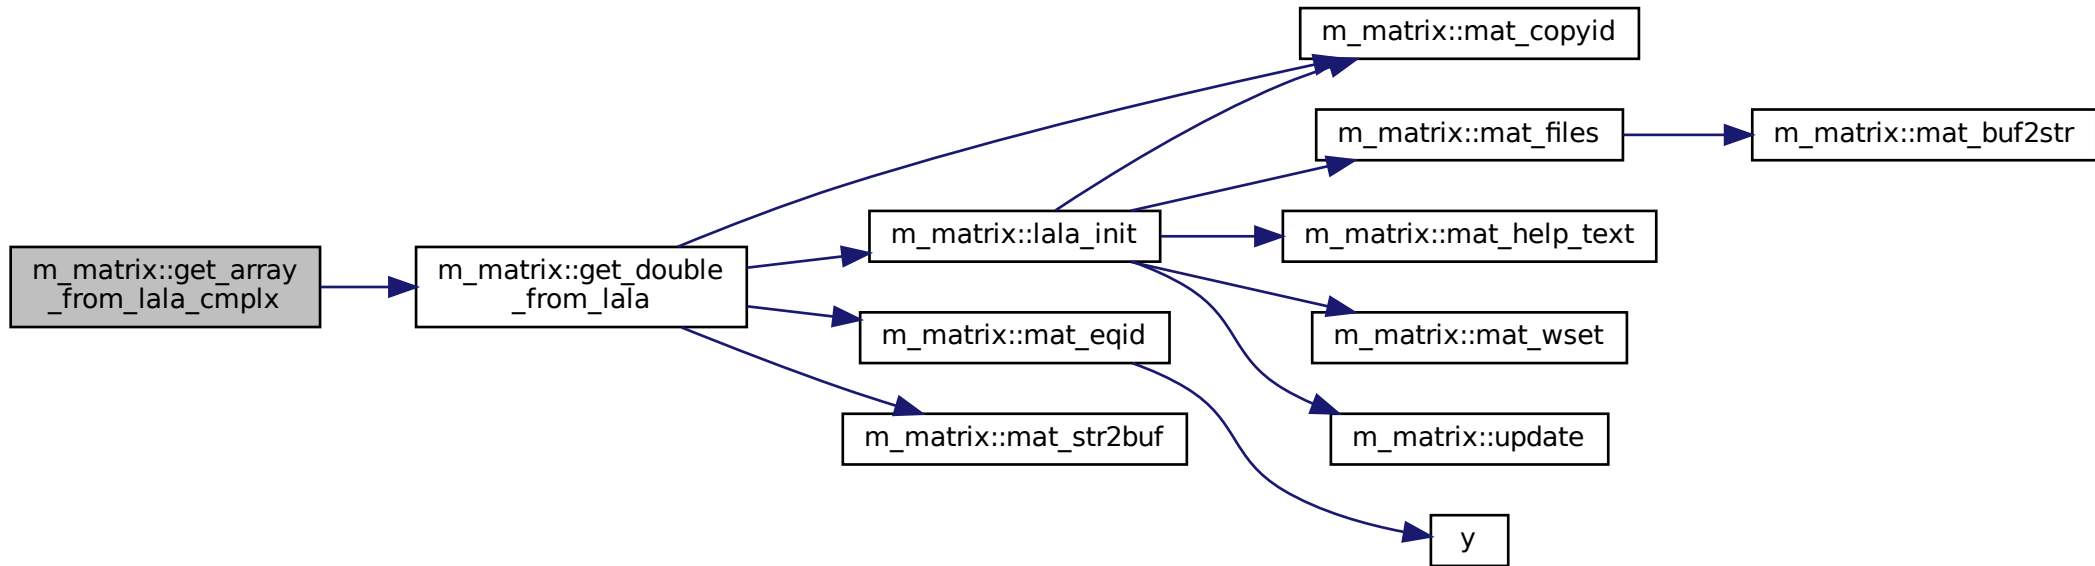 m_matrix::get_array
_from_lala_cmplx
m_matrix::get_double
_from_lala
m_matrix::mat_copyid
m_matrix::lala_init
m_matrix::mat_files
m_matrix::mat_buf2str
m_matrix::mat_help_text
m_matrix::mat_wset
m_matrix::update
m_matrix::mat_eqid
y
m_matrix::mat_str2buf